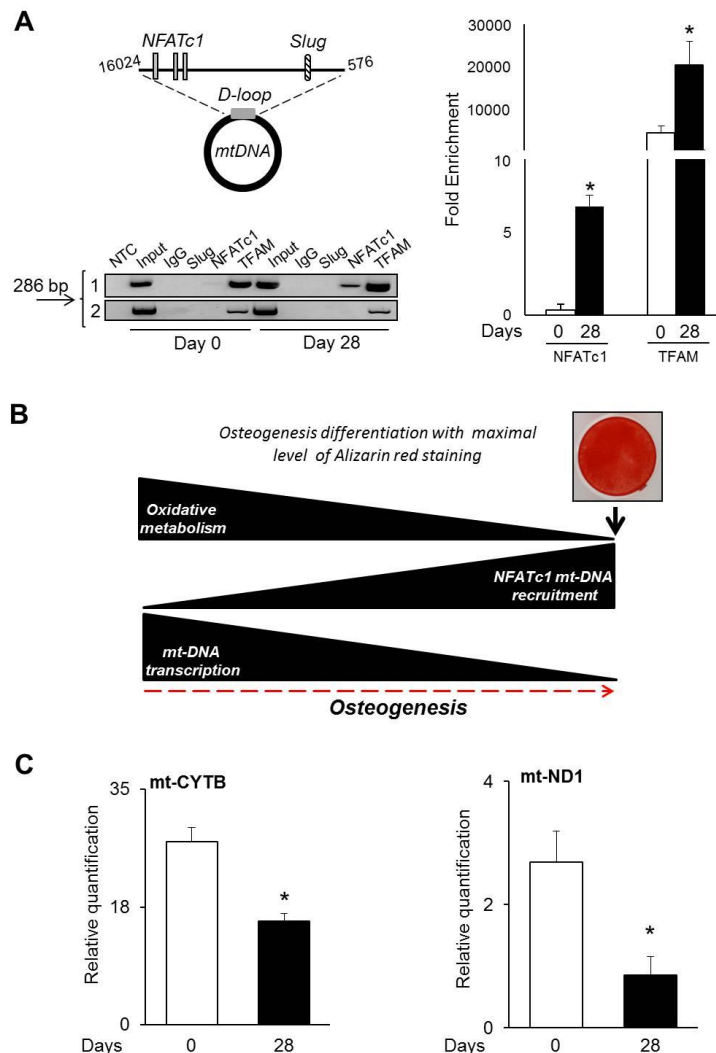 A
NFATc1 Slug
16024 576
D-loop
mtDNA
NTC Input IgG Slug NFATc1 TFAM Input IgG Slug NFATc1 TFAM
286 bp 1
2
Day 0 Day 28
Fold Enrichment
30000
20000
10000
10
5
0
* *
Days 0 28 0 28
NFATc1 TFAM
B
Osteogenesis differentiation with maximal
level of Alizarin red staining
Oxidative
metabolism
NFATc1 mt-DNA
recruitment
mt-DNA
transcription
Osteogenesis
C
mt-CYTB
Relative quantification
35
18
0
*
Days 0 28
mt-ND1
Relative quantification
4
2
0
*
Days 0 28